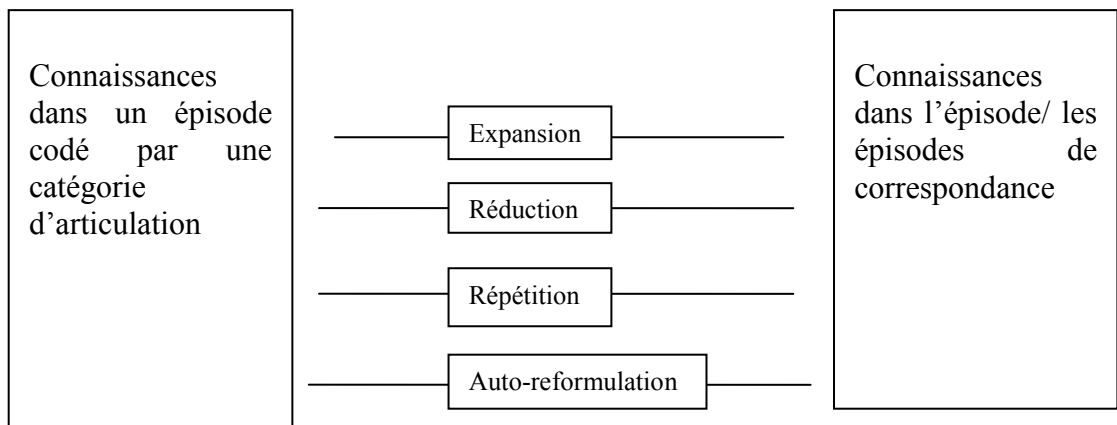 Connaissances
dans un épisode
codé par une
catégorie
d’articulation
Expansion
Réduction
Répétition
Auto-reformulation
Connaissances
dans l’épisode/ les
épisodes de
correspondance